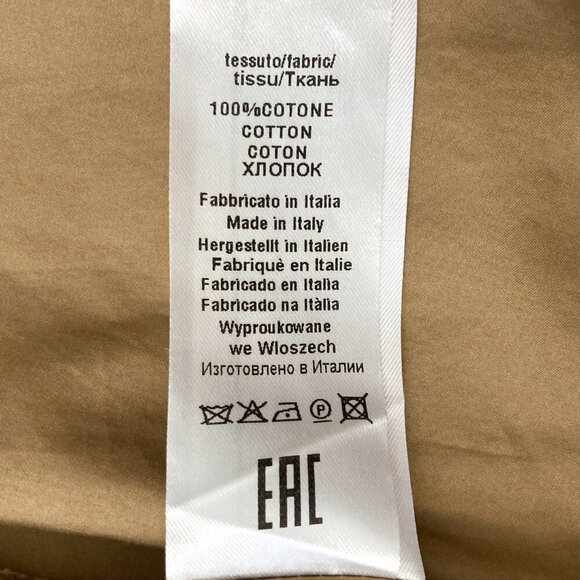 tessuto/fabric/
tissu/Ткань
100%COTONE
COTTON
COTON
ХЛОПОК
Fabbricato in Italia
Made in Italy
Hergestellt in Italien
Fabriquè en Italie
Fabricado en Italia
Fabricado na Itàlia
Wyproukowane
we Wloszech
Изготовлено в Италии
P
EAC